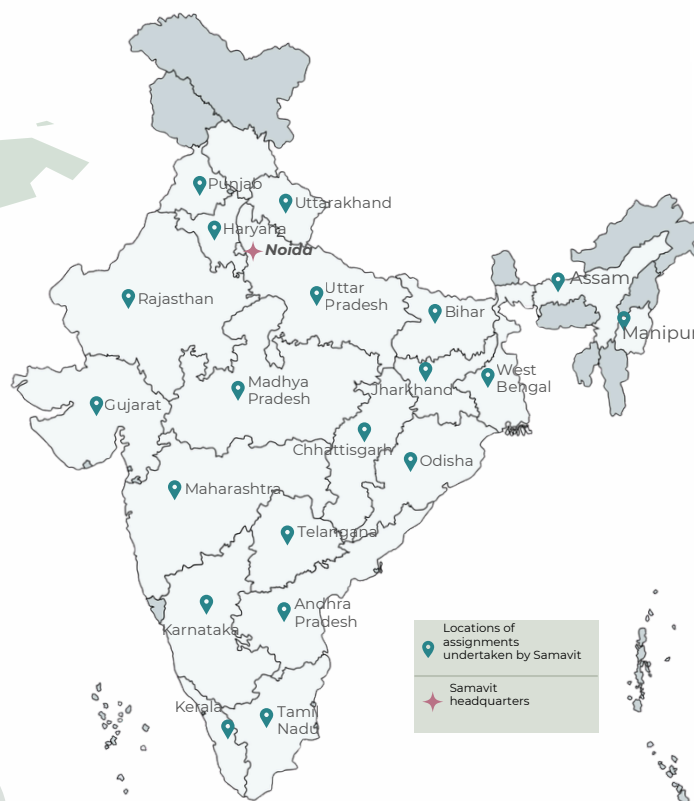 Punjab
Uttarakhand
Haryana
Noida
Rajasthan
Uttar
Pradesh
Bihar
Assam
Manipur
Gujarat
Madhya
Pradesh
Jharkhand
West
Bengal
Chhattisgarh
Odisha
Maharashtra
Telangana
Karnataka
Andhra
Pradesh
Kerala
Tamil
Nadu
Locations of
assignments
undertaken by Samavit
Samavit
headquarters